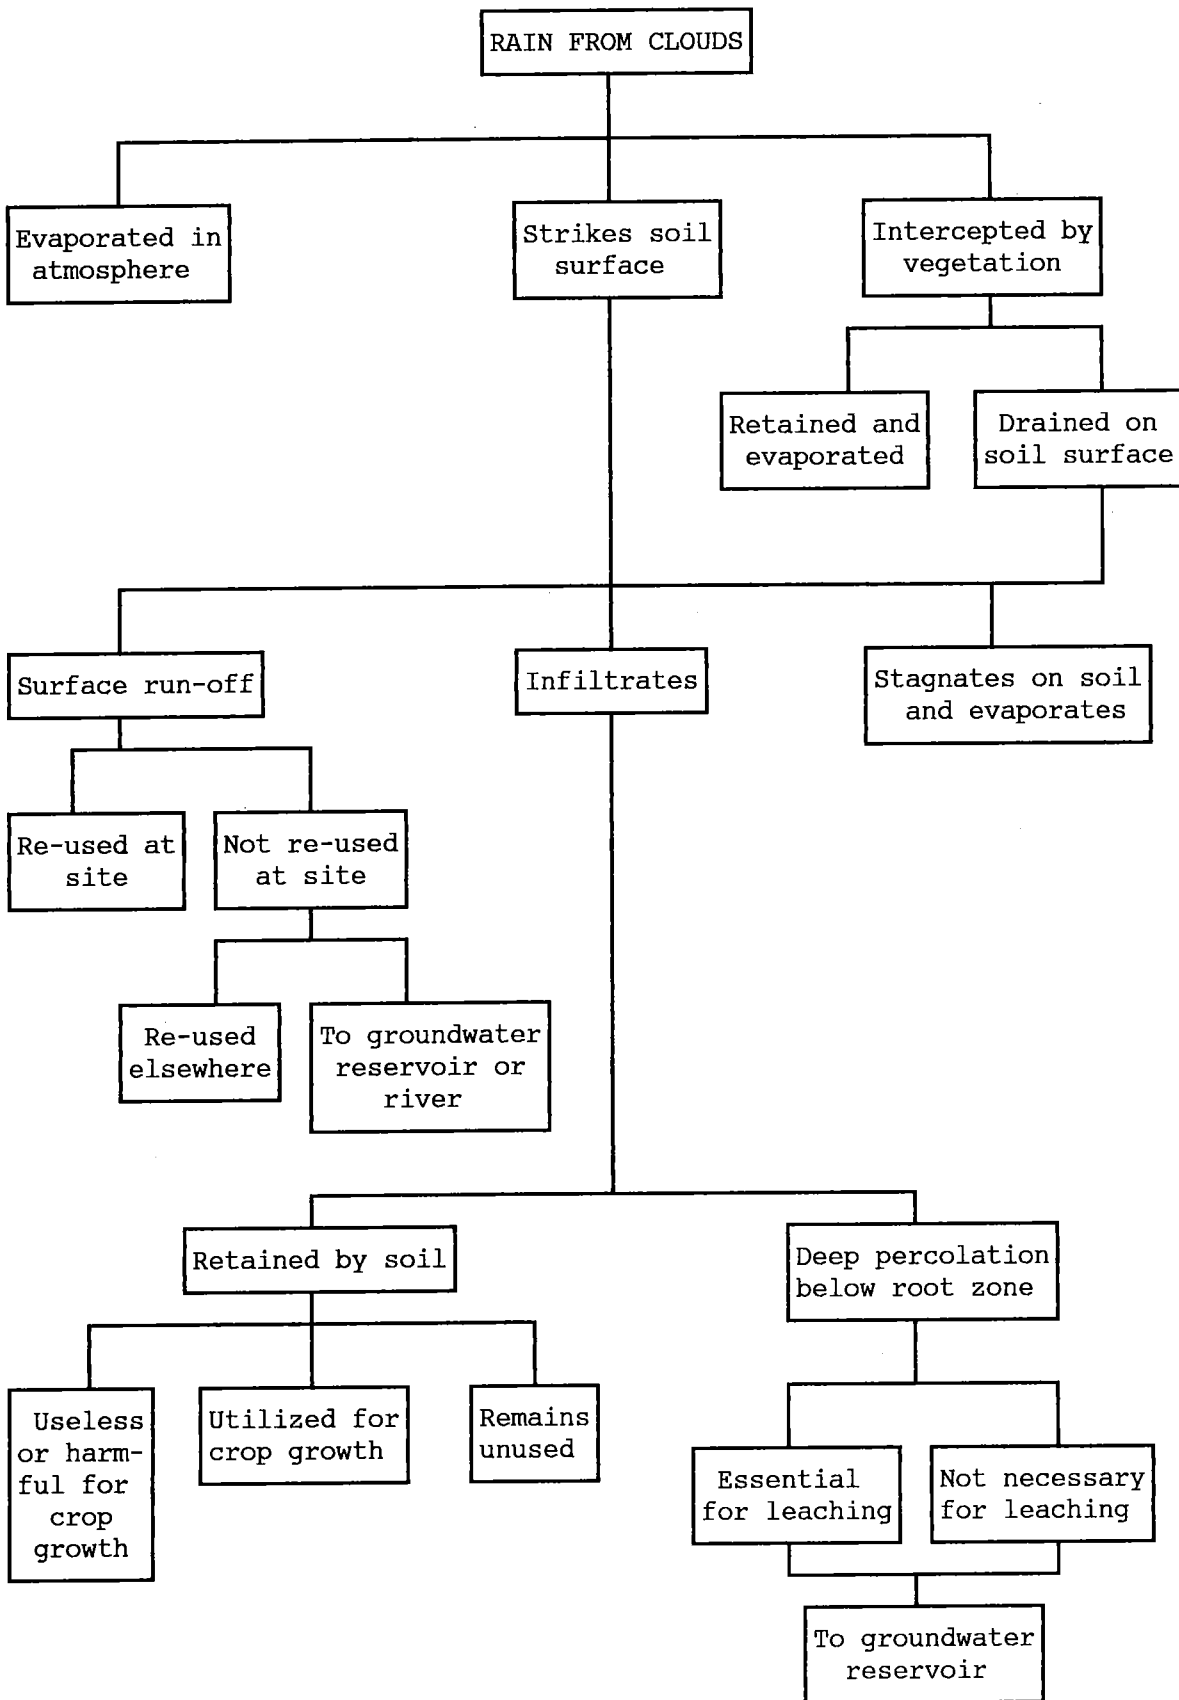 RAIN FROM CLOUDS
Evaporated in
atmosphere
Strikes soil
surface
Intercepted by
vegetation
Retained and
evaporated
Drained on
soil surface
Surface run-off
Infiltrates
Stagnates on soil
and evaporates
Re-used at
site
Not re-used
at site
Re-used
elsewhere
To groundwater
reservoir or
river
Retained by soil
Deep percolation
below root zone
Useless
or harm-
ful for
crop
growth
Utilized for
crop growth
Remains
unused
Essential
for leaching
Not necessary
for leaching
To groundwater
reservoir